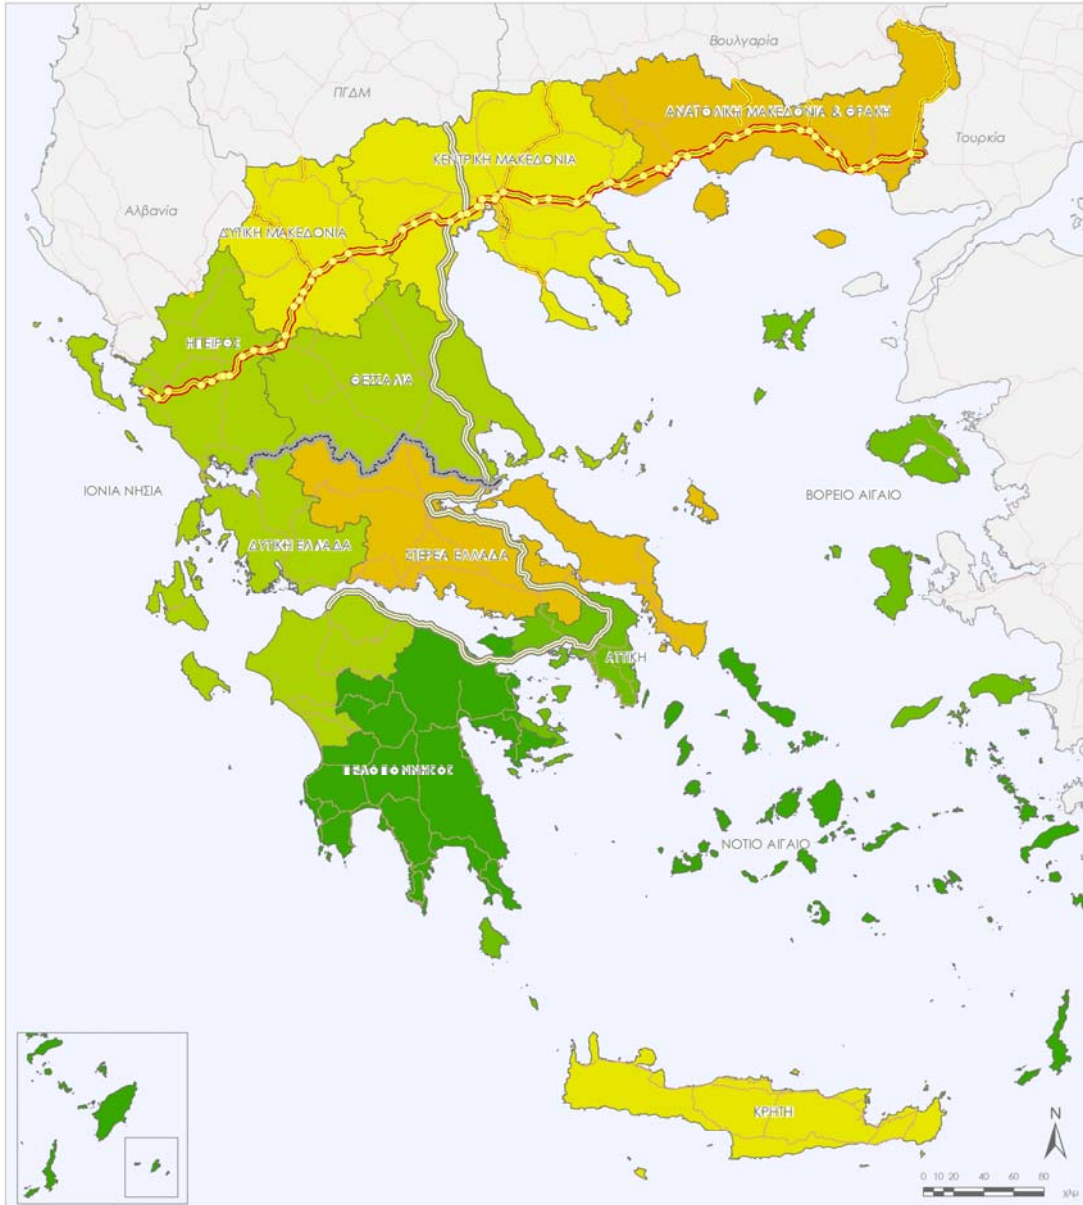 Βουλγαρία
ΠΓΔΜ
ΑΝΑΤΟΛΙΚΗ ΜΑΚΕΔΟΝΙΑ & ΘΡΑΚΗ
Τουρκία
ΚΕΝΤΡΙΚΗ ΜΑΚΕΔΟΝΙΑ
Αλβανία
ΔΥΤΙΚΗ ΜΑΚΕΔΟΝΙΑ
ΗΠΕΙΡΟΣ
ΘΕΣΣΑΛΙΑ
ΙΟΝΙΑ ΝΗΣΙΑ
ΒΟΡΕΙΟ ΑΙΓΑΙΟ
ΔΥΤΙΚΗ ΕΛΛΑΔΑ
ΣΤΕΡΕΑ ΕΛΛΑΔΑ
ΑΤΤΙΚΗ
ΠΕΛΟΠΟΝΝΗΣΟΣ
ΝΟΤΙΟ ΑΙΓΑΙΟ
ΚΡΗΤΗ
N
0 10 20 40 60 80
χλμ